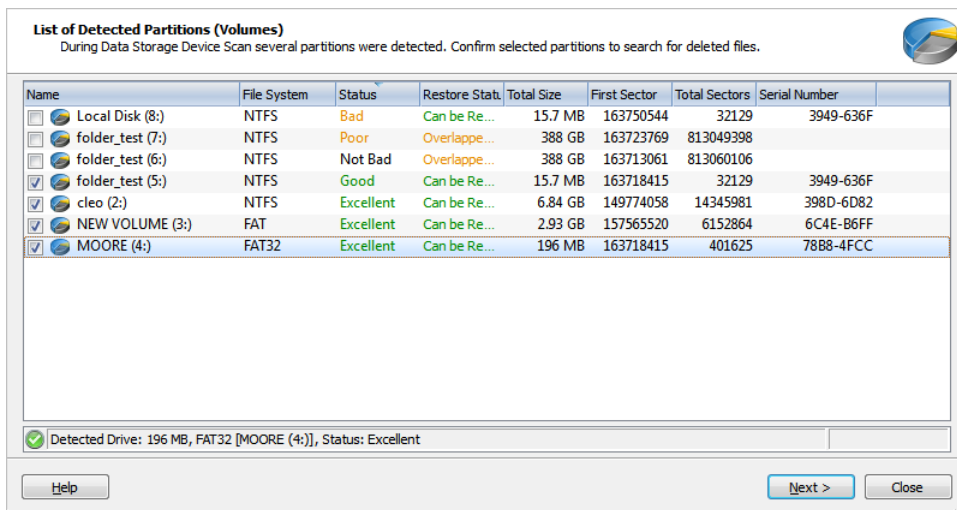 List of Detected Partitions (Volumes)
During Data Storage Device Scan several partitions were detected. Confirm selected partitions to search for deleted files.
Name File System Status Restore Statu Total Size First Sector Total Sectors Serial Number
Local Disk (8:) NTFS Bad Can be Re... 15.7 MB 163750544 32129 3949-636F
folder_test (7:) NTFS Poor Overlappe... 388 GB 163723769 813049398
folder_test (6:) NTFS Not Bad Overlappe... 388 GB 163713061 813060106
folder_test (5:) NTFS Good Can be Re... 15.7 MB 163718415 32129 3949-636F
cleo (2:) NTFS Excellent Can be Re... 6.84 GB 149774058 14345981 398D-6D82
NEW VOLUME (3:) FAT Excellent Can be Re... 2.93 GB 157565520 6152864 6C4E-B6FF
MOORE (4:) FAT32 Excellent Can be Re... 196 MB 163718415 401625 78B8-4FCC
Detected Drive: 196 MB, FAT32 [MOORE (4:)], Status: Excellent
Help Next > Close